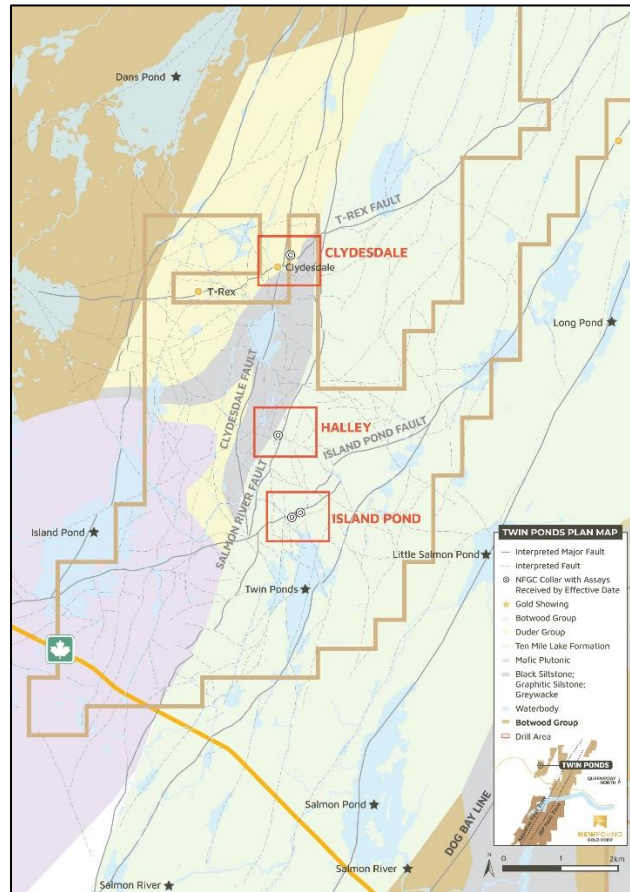 Dans Pond
T-REX FAULT
CLYDESDALE
Clydesdale
T-Rex
Long Pond
CLYDESDALE FAULT
HALLEY
ISLAND POND FAULT
SALMON RIVER FAULT
ISLAND POND
Island Pond
Little Salmon Pond
Twin Ponds
TWIN PONDS PLAN MAP
Interpreted Major Fault
Interpreted Fault
NFGC Collar with Assays
Received by Effective Date
Gold Showing
Botwood Group
Duder Group
Ten Mile Lake Formation
Mafic Plutonic
Black Siltstone;
Graphitic Silstone;
Greywacke
Waterbody
Botwood Group
Drill Area
TWIN PONDS
QUEENSWAY
NORTH
NEWFOUND
GOLD CORP
Salmon Pond
DOG BAY LINE
Salmon River
Salmon River
N
0 1 2km